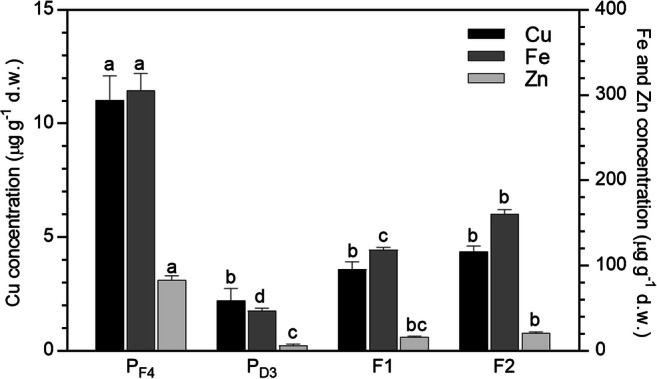 Cu concentration (µg g-1 d.w.)
15
10
5
0
a a a
b d c
b c bc
b b b
Cu
Fe
Zn
400
300
200
100
0
Fe and Zn concentration (µg g-1 d.w.)
PF4 PD3 F1 F2